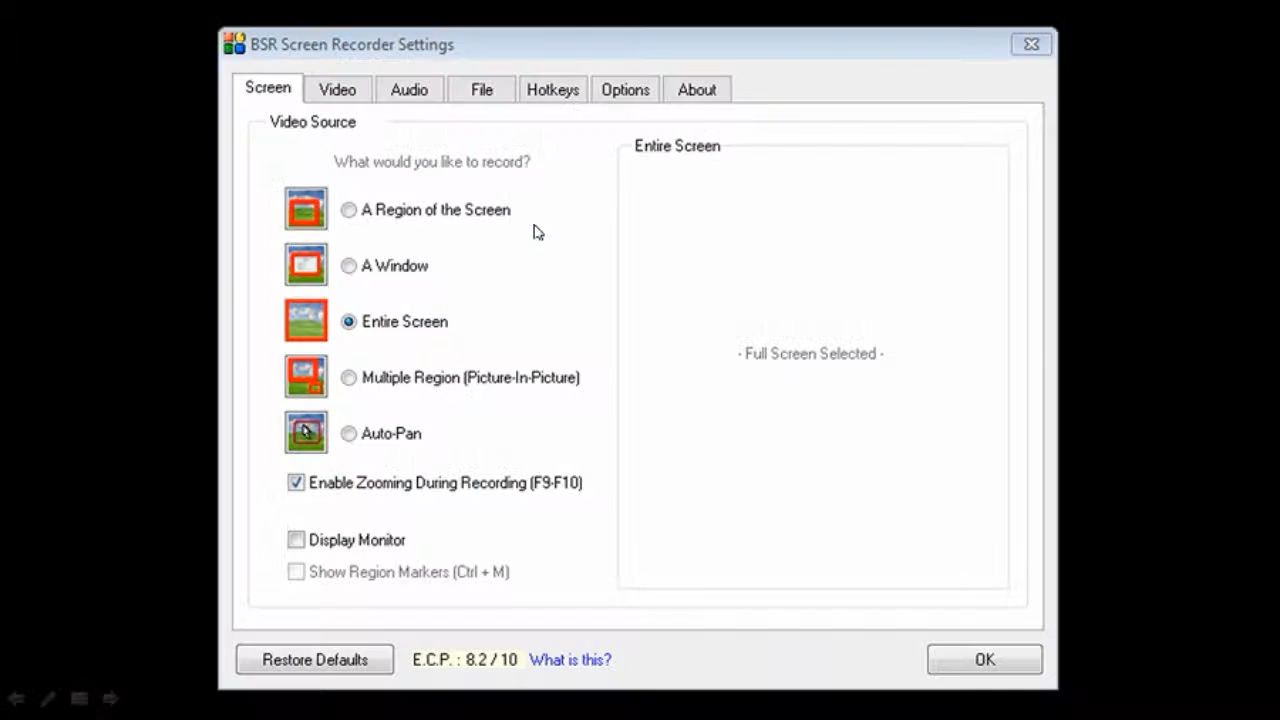 BSR Screen Recorder Settings
Screen Video Audio File Hotkeys Options About
Video Source
What would you like to record?
A Region of the Screen
A Window
Entire Screen
Multiple Region (Picture-In-Picture)
Auto-Pan
Enable Zooming During Recording (F9-F10)
Display Monitor
Show Region Markers (Ctrl + M)
Entire Screen
- Full Screen Selected -
Restore Defaults E.C.P. : 8.2 / 10 What is this? OK